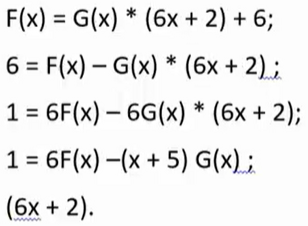 F(x) = G(x) * (6x + 2) + 6;
6 = F(x) – G(x) * (6x + 2) ;
1 = 6F(x) – 6G(x) * (6x + 2);
1 = 6F(x) –(x + 5) G(x) ;
(6x + 2).